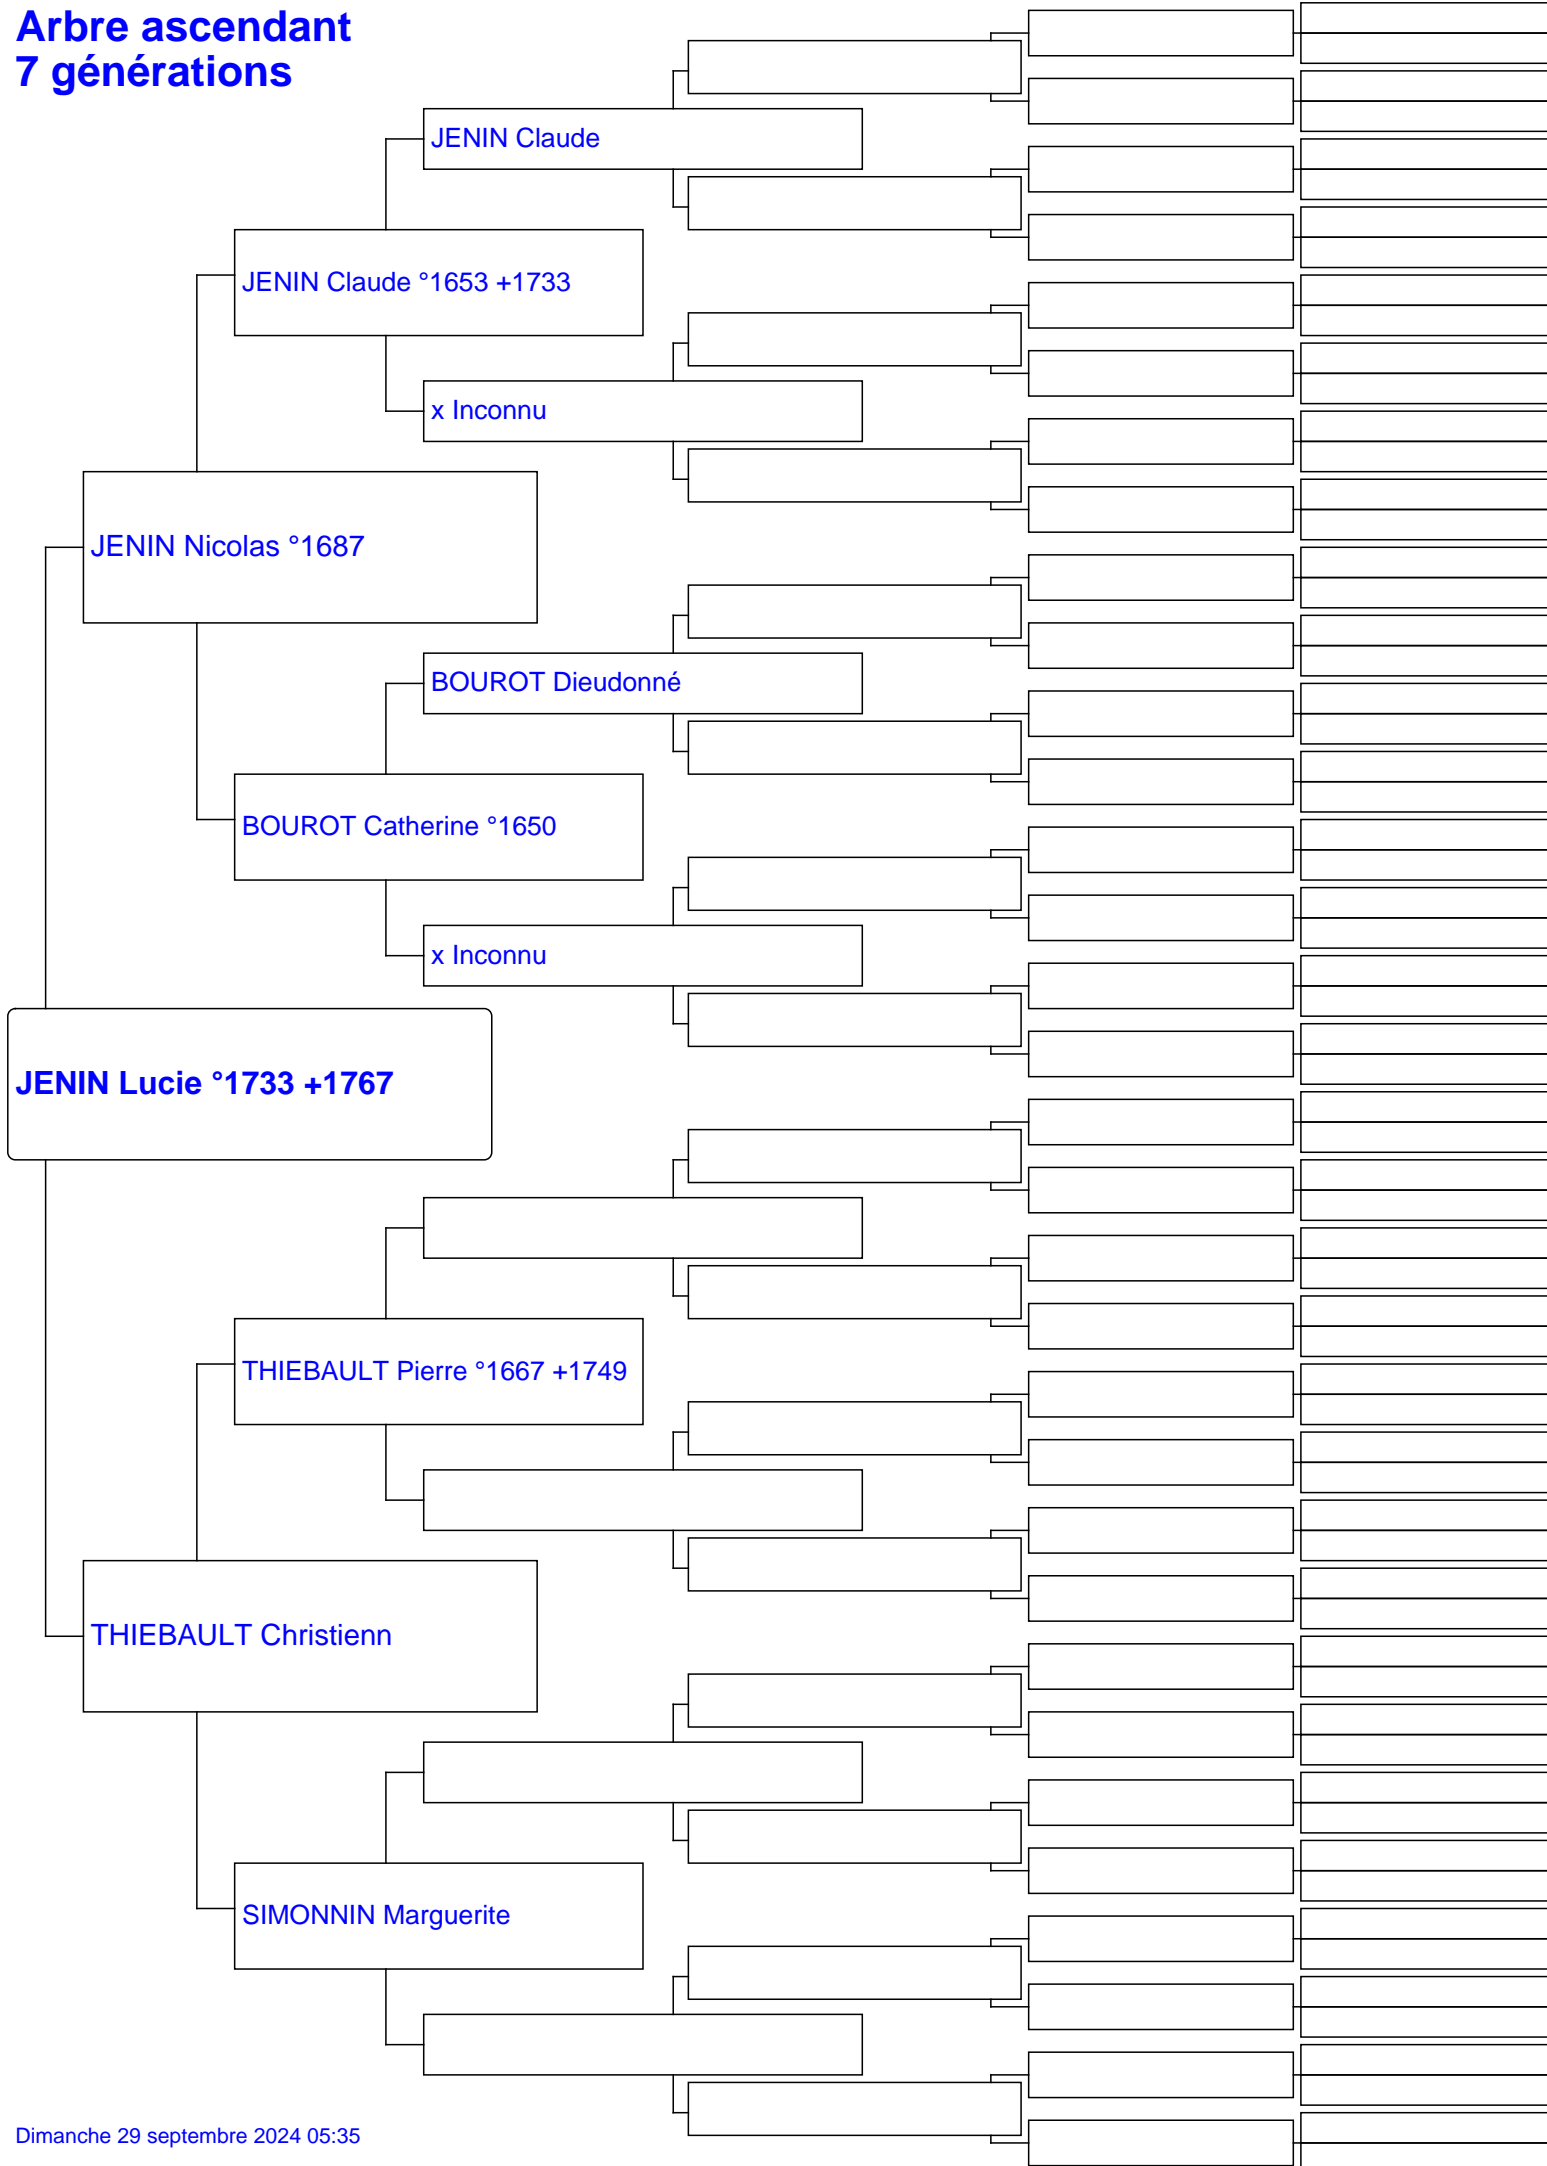 Arbre ascendant
7 générations
JENIN Claude
JENIN Claude °1653 +1733
x Inconnu
JENIN Nicolas °1687
BOUROT Dieudonné
BOUROT Catherine °1650
x Inconnu
JENIN Lucie °1733 +1767
THIEBAULT Pierre °1667 +1749
THIEBAULT Christienn
SIMONNIN Marguerite
Dimanche 29 septembre 2024 05:35